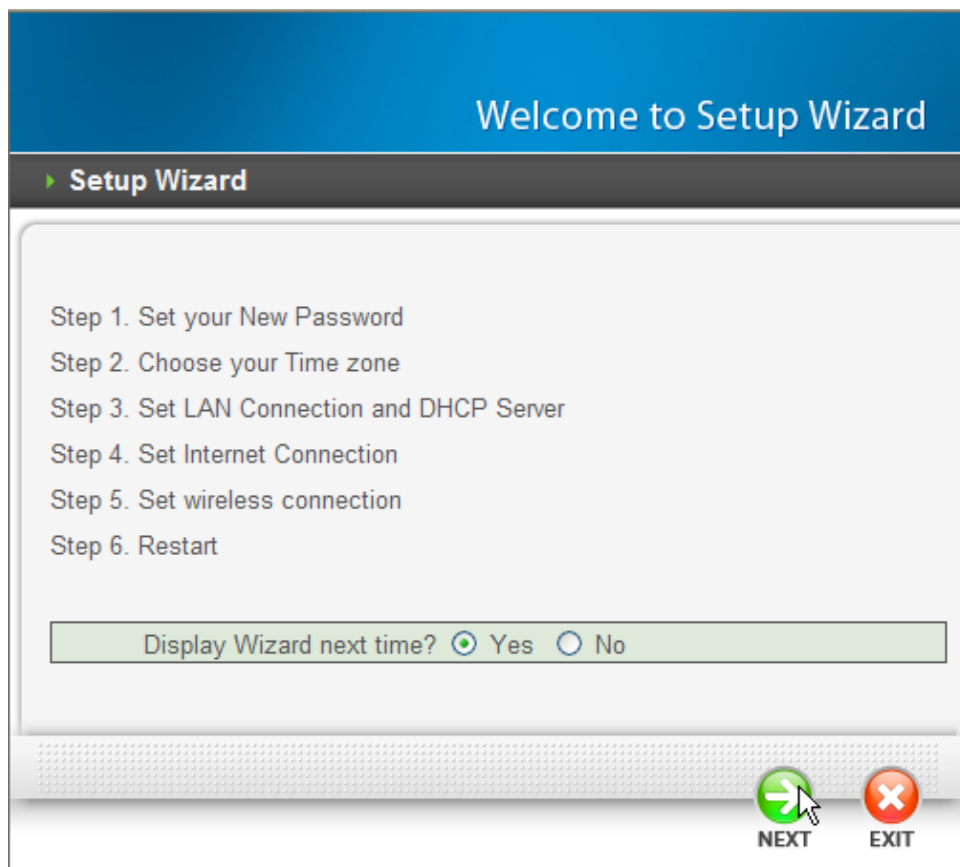 Welcome to Setup Wizard
Setup Wizard
Step 1. Set your New Password
Step 2. Choose your Time zone
Step 3. Set LAN Connection and DHCP Server
Step 4. Set Internet Connection
Step 5. Set wireless connection
Step 6. Restart
Display Wizard next time? Yes No
NEXT EXIT